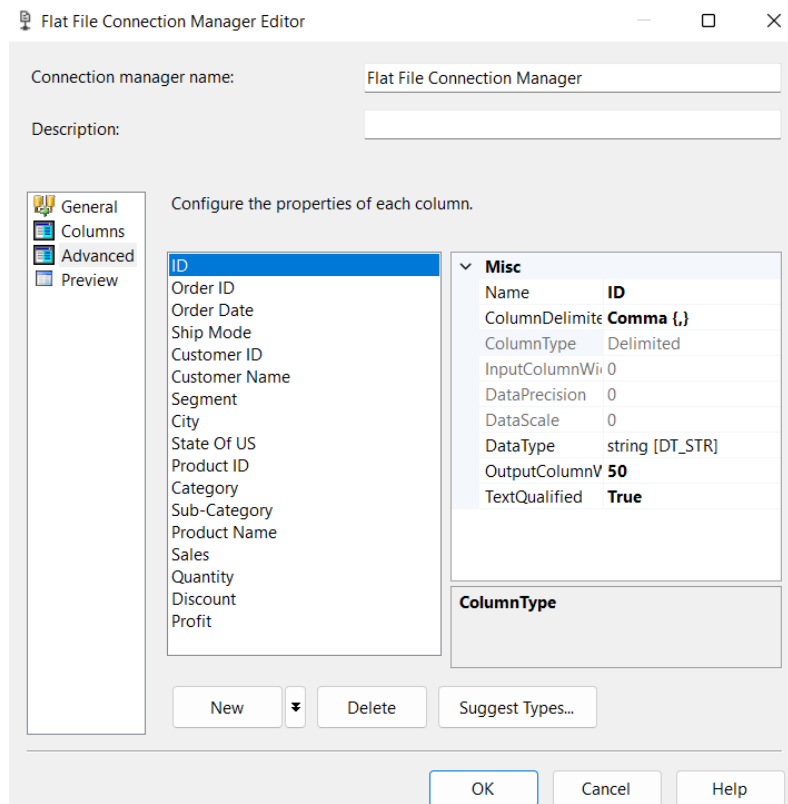 Flat File Connection Manager Editor
Connection manager name:
Flat File Connection Manager
Description:
General
Columns
Advanced
Preview
Configure the properties of each column.
ID
Order ID
Order Date
Ship Mode
Customer ID
Customer Name
Segment
City
State Of US
Product ID
Category
Sub-Category
Product Name
Sales
Quantity
Discount
Profit
Misc
Name ID
ColumnDelimite Comma {,}
ColumnType Delimited
InputColumnWi 0
DataPrecision 0
DataScale 0
DataType string [DT_STR]
OutputColumnV 50
TextQualified True
ColumnType
New Delete Suggest Types...
OK Cancel Help